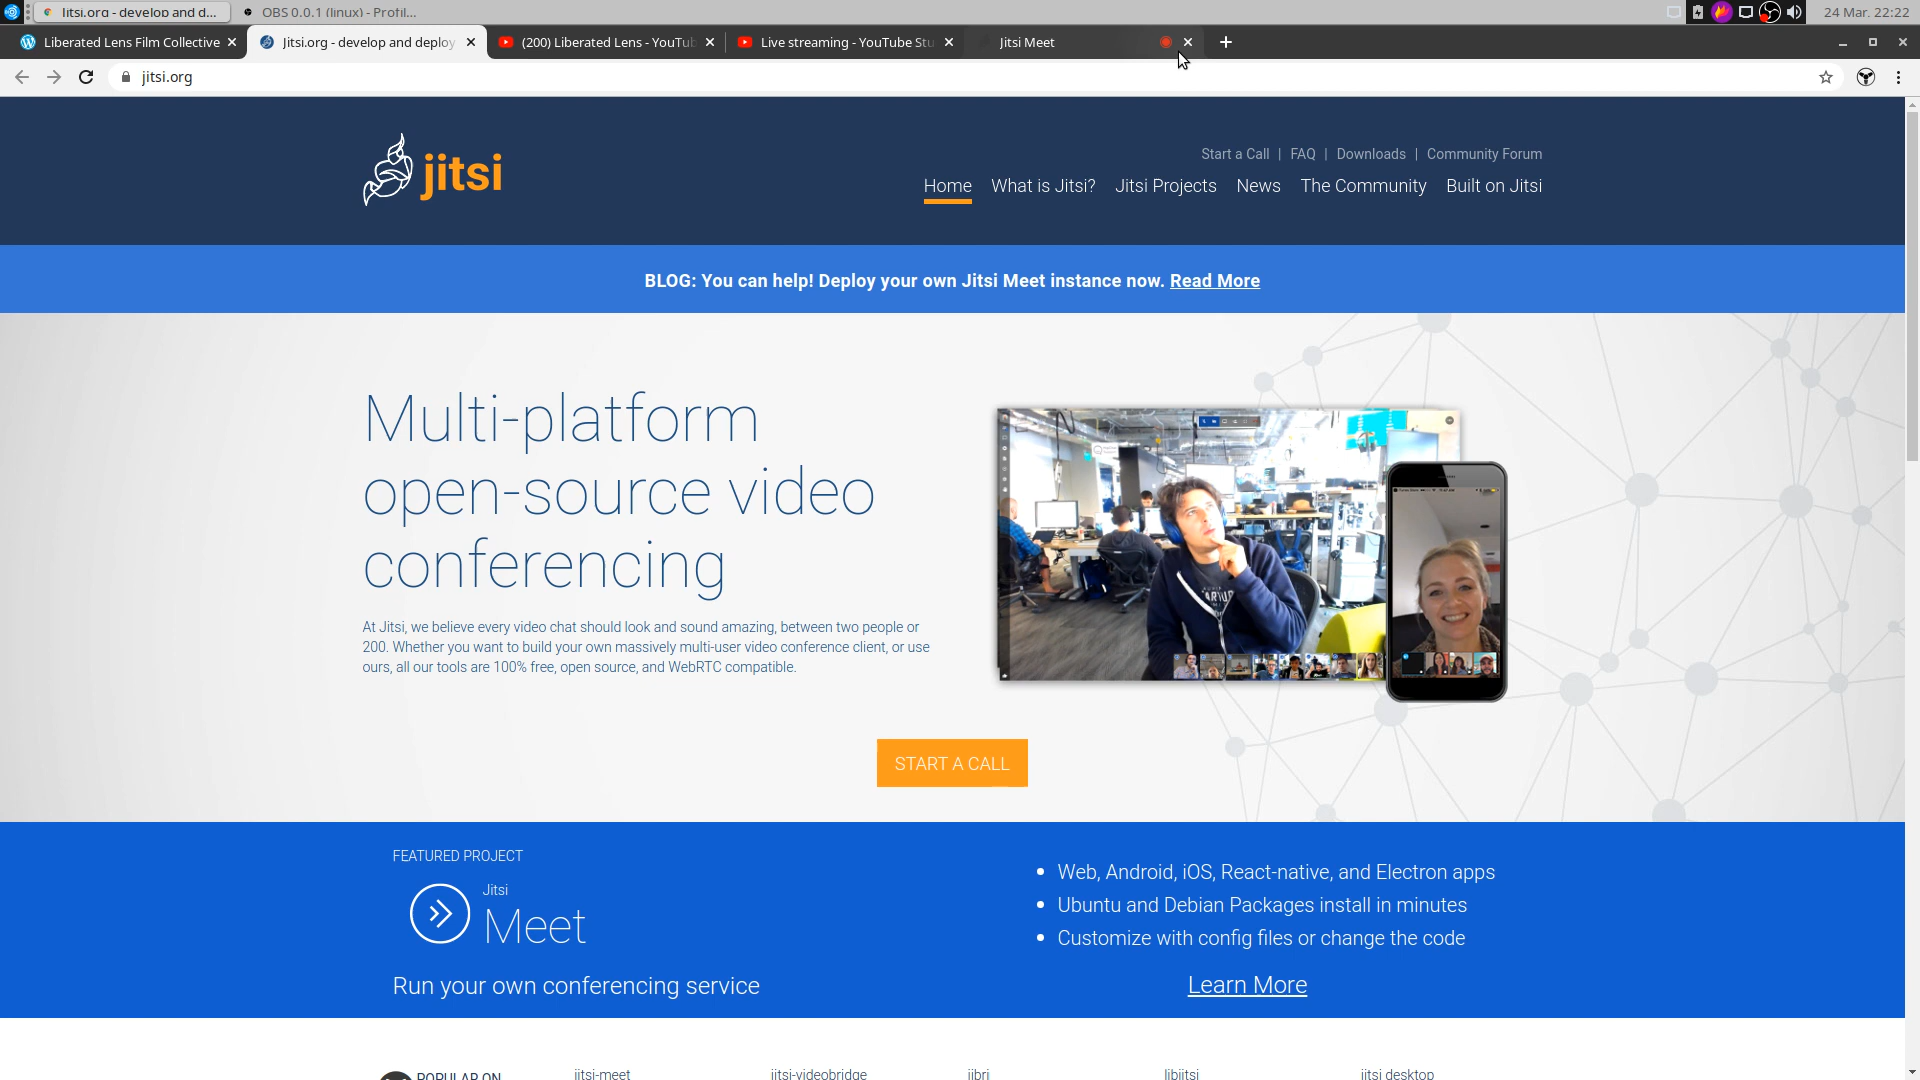 Jitsi.org - develop and d...
OBS 0.0.1 (linux) - Profil...
24 Mar. 22:22
Liberated Lens Film Collective
Jitsi.org - develop and deploy
(200) Liberated Lens - YouTub
Live streaming - YouTube Stu
Jitsi Meet
jitsi.org
jitsi
Start a Call | FAQ | Downloads | Community Forum
Home What is Jitsi? Jitsi Projects News The Community Built on Jitsi
BLOG: You can help! Deploy your own Jitsi Meet instance now. Read More
Multi-platform
open-source video
conferencing
At Jitsi, we believe every video chat should look and sound amazing, between two people or
200. Whether you want to build your own massively multi-user video conference client, or use
ours, all our tools are 100% free, open source, and WebRTC compatible.
START A CALL
FEATURED PROJECT
Jitsi
Meet
Run your own conferencing service
Web, Android, iOS, React-native, and Electron apps
Ubuntu and Debian Packages install in minutes
Customize with config files or change the code
Learn More
POPULAR ON
jitsi-meet
jitsi-videobridge
jibri
libjitsi
jitsi desktop